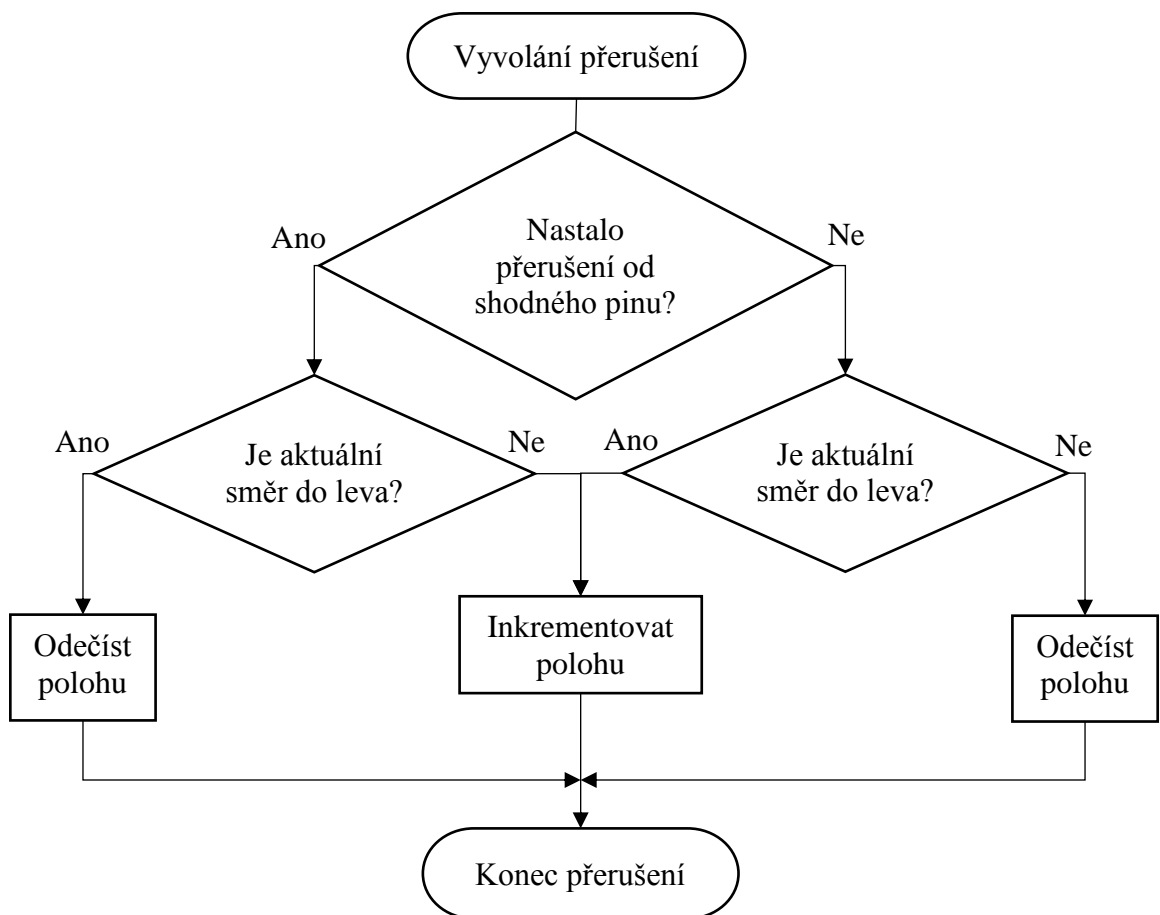 Vyvolání přerušení
Ano
Nastalo
přerušení od
shodného pinu?
Ne
Ano
Je aktuální
směr do leva?
Ne
Ano
Je aktuální
směr do leva?
Ne
Odečíst
polohu
Inkrementovat
polohu
Odečíst
polohu
Konec přerušení